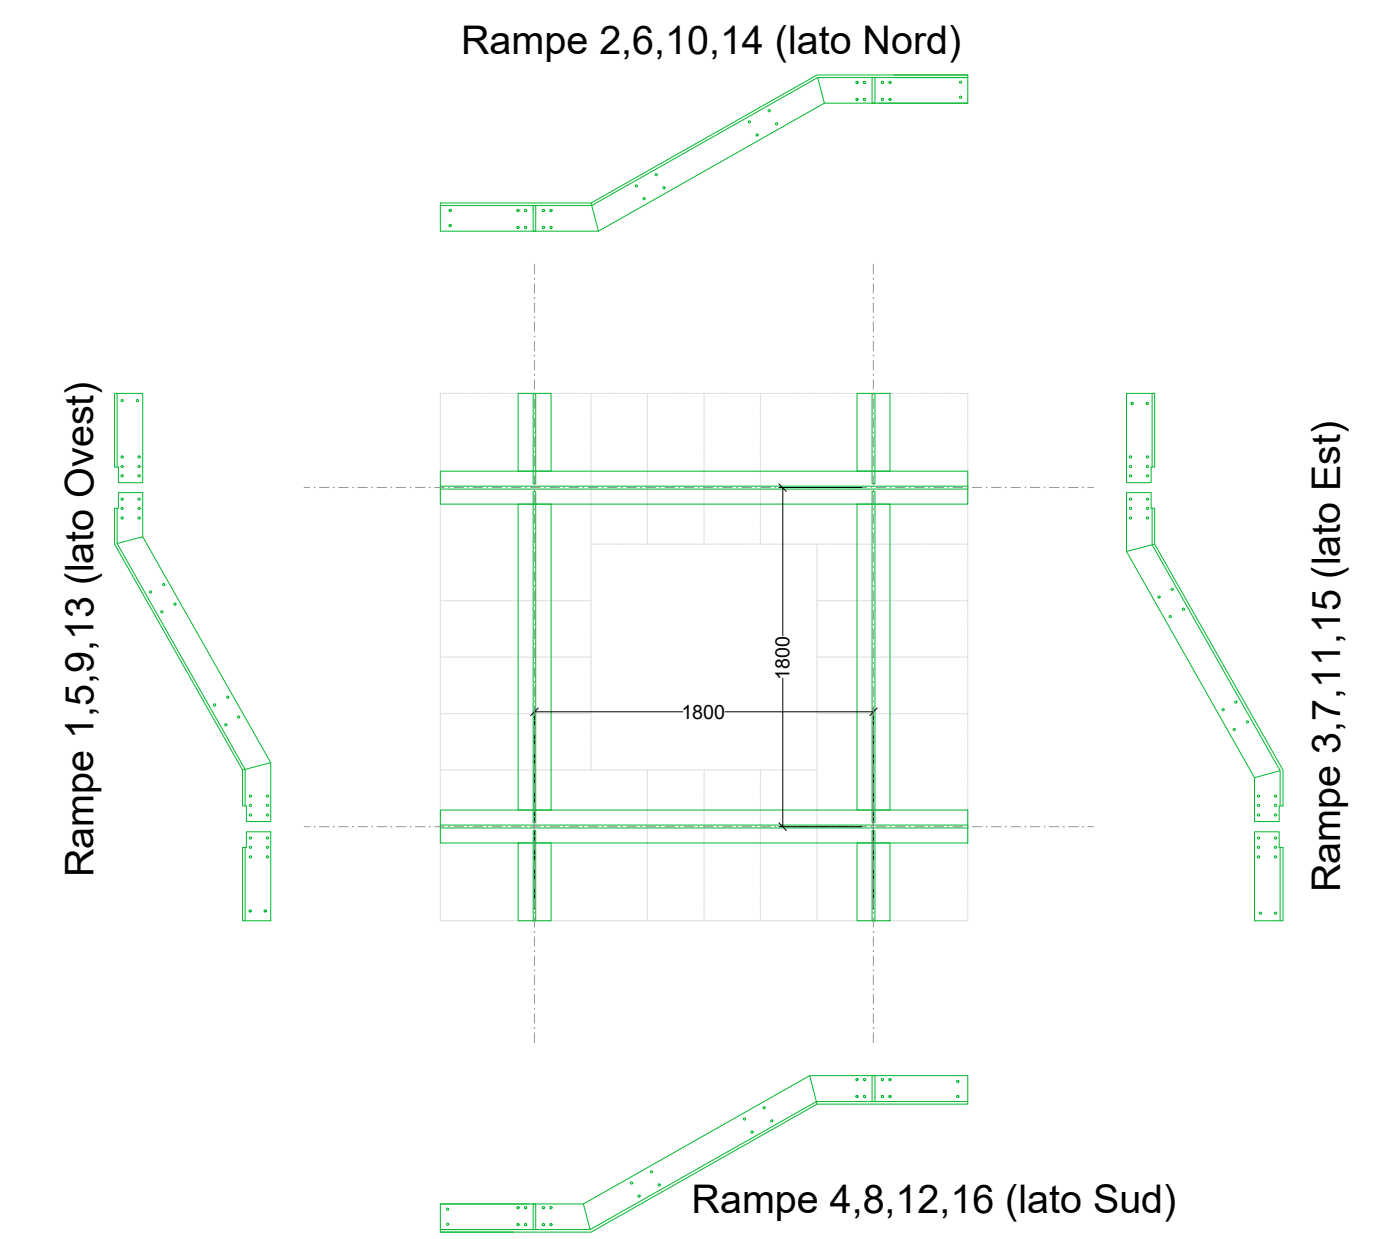 Rampe 2,6,10,14 (lato Nord)
Rampe 1,5,9,13 (lato Ovest)
Rampe 3,7,11,15 (lato Est)
1800
1800
Rampe 4,8,12,16 (lato Sud)